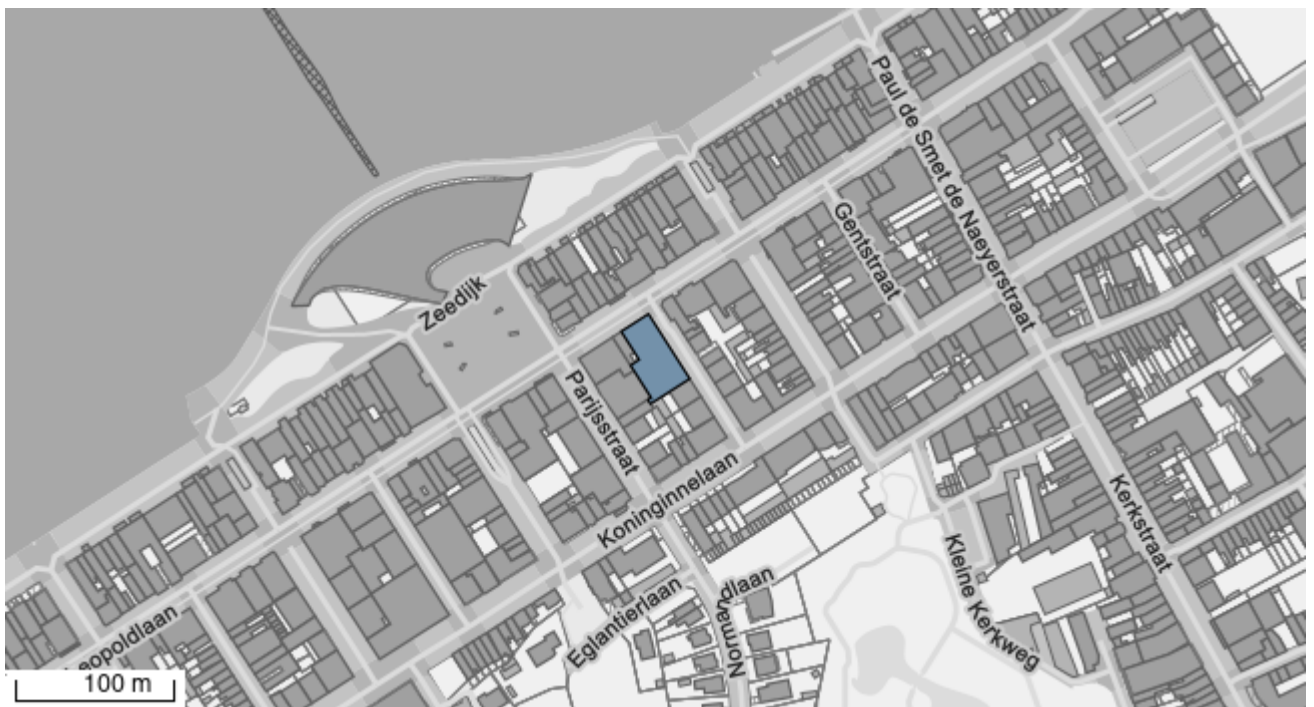 Paul de Smet de Naeyerstraat
Gentstraat
Zeedijk
Parijsstraat
Koninginnelaan
Kerkstraat
Kleine Kerkweg
Eglantierlaan
Normandlaan
Leopoldlaan
100 m